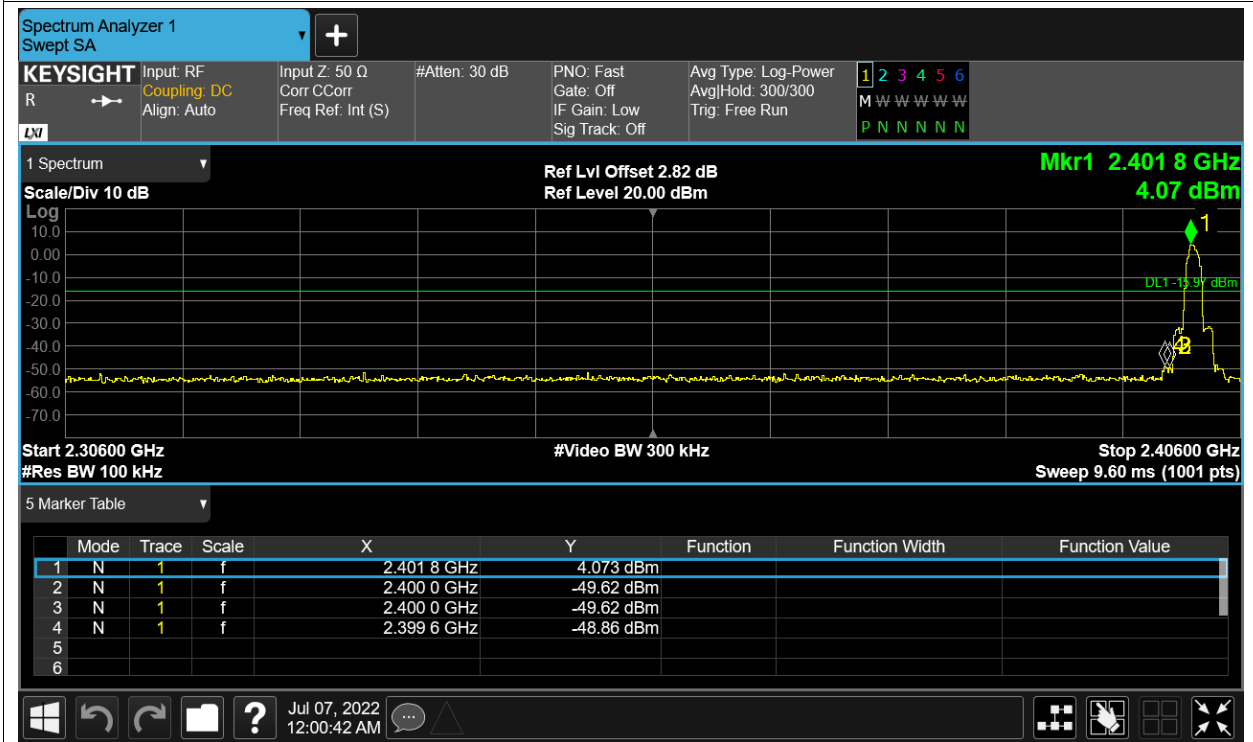 Spectrum Analyzer 1
Swept SA
KEYSIGHT Input: RF Input Z: 50 Ω #Atten: 30 dB PNO: Fast Avg Type: Log-Power 1 2 3 4 5 6
R Coupling: DC Corr CCorr Gate: Off Avg|Hold: 300/300 M W W W W W
Align: Auto Freq Ref: Int (S) IF Gain: Low Trig: Free Run
LXI Sig Track: Off P N N N N N
1 Spectrum Ref Lvl Offset 2.82 dB Mkr1 2.401 8 GHz
Scale/Div 10 dB Ref Level 20.00 dBm 4.07 dBm
Log
1
10.0
0.00
-10.0
DL1 -15.97 dBm
-20.0
-30.0
-40.0
-50.0
-60.0
-70.0
Start 2.30600 GHz #Video BW 300 kHz Stop 2.40600 GHz
#Res BW 100 kHz Sweep 9.60 ms (1001 pts)
5 Marker Table
Mode Trace Scale X Y Function Function Width Function Value
1 N 1 f 2.401 8 GHz 4.073 dBm
2 N 1 f 2.400 0 GHz -49.62 dBm
3 N 1 f 2.400 0 GHz -49.62 dBm
4 N 1 f 2.399 6 GHz -48.86 dBm
5
6
? Jul 07, 2022
12:00:42 AM